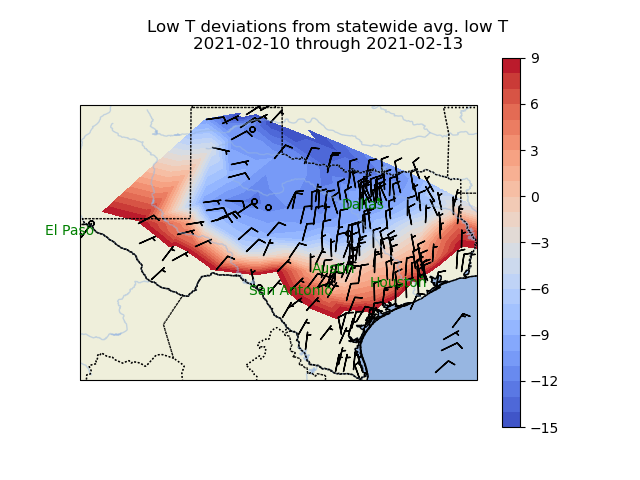 Low T deviations from statewide avg. low T
2021-02-10 through 2021-02-13
9
6
3
0
−3
−6
−9
−12
−15
Dallas
El Paso
Austin
San Antonio
Houston